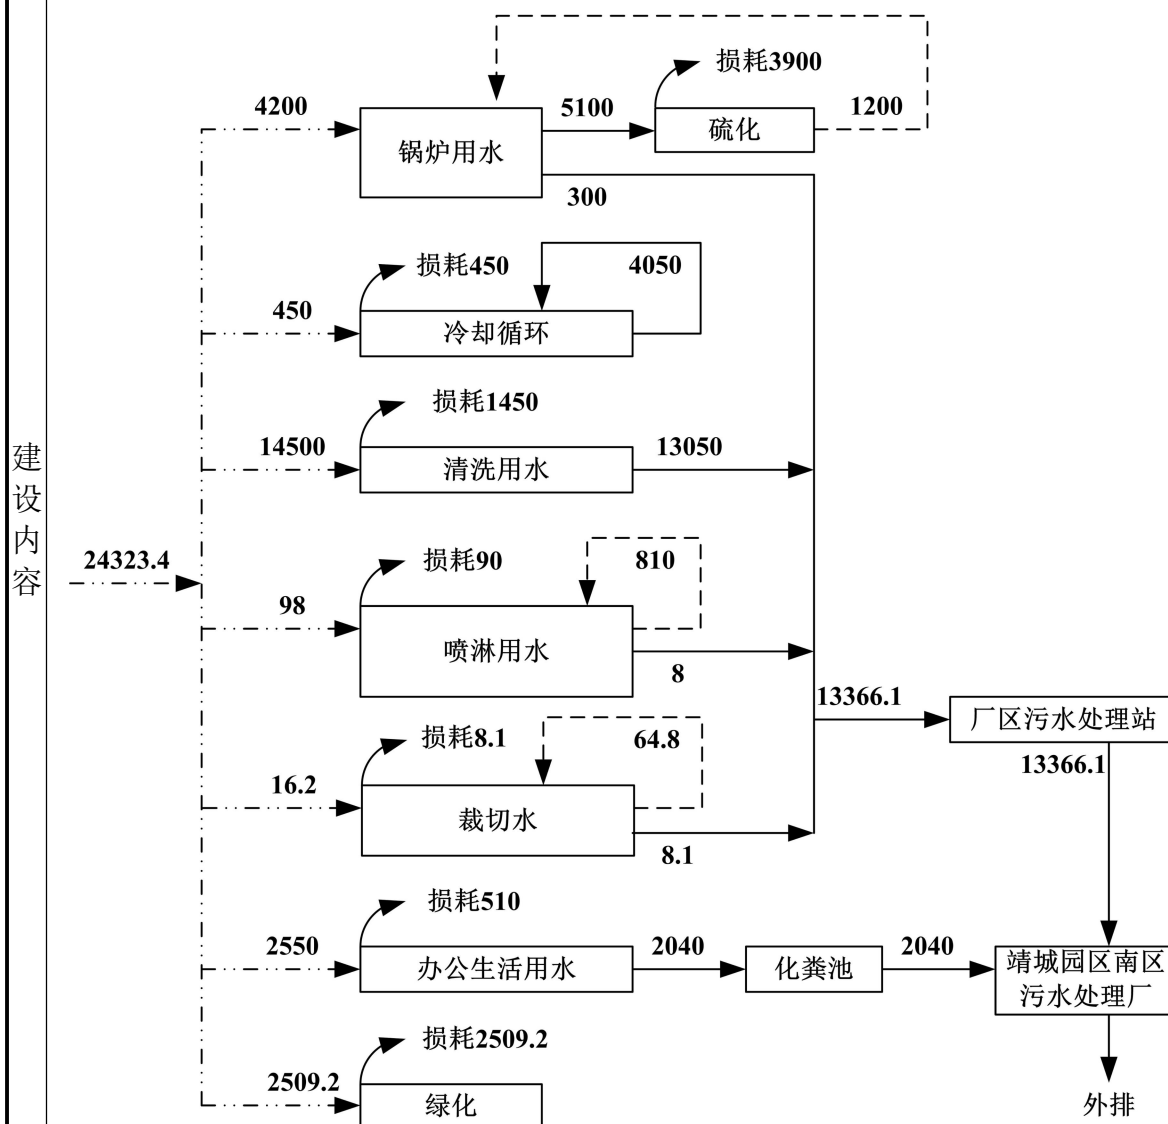 建设内容
损耗3900
4200
5100
硫化
1200
锅炉用水
300
损耗450
4050
450
冷却循环
损耗1450
14500
清洗用水
13050
24323.4
损耗90
810
98
喷淋用水
8
13366.1
厂区污水处理站
损耗8.1
64.8
13366.1
16.2
裁切水
8.1
损耗510
2550
办公生活用水
2040
化粪池
2040
靖城园区南区
污水处理厂
损耗2509.2
2509.2
绿化
外排